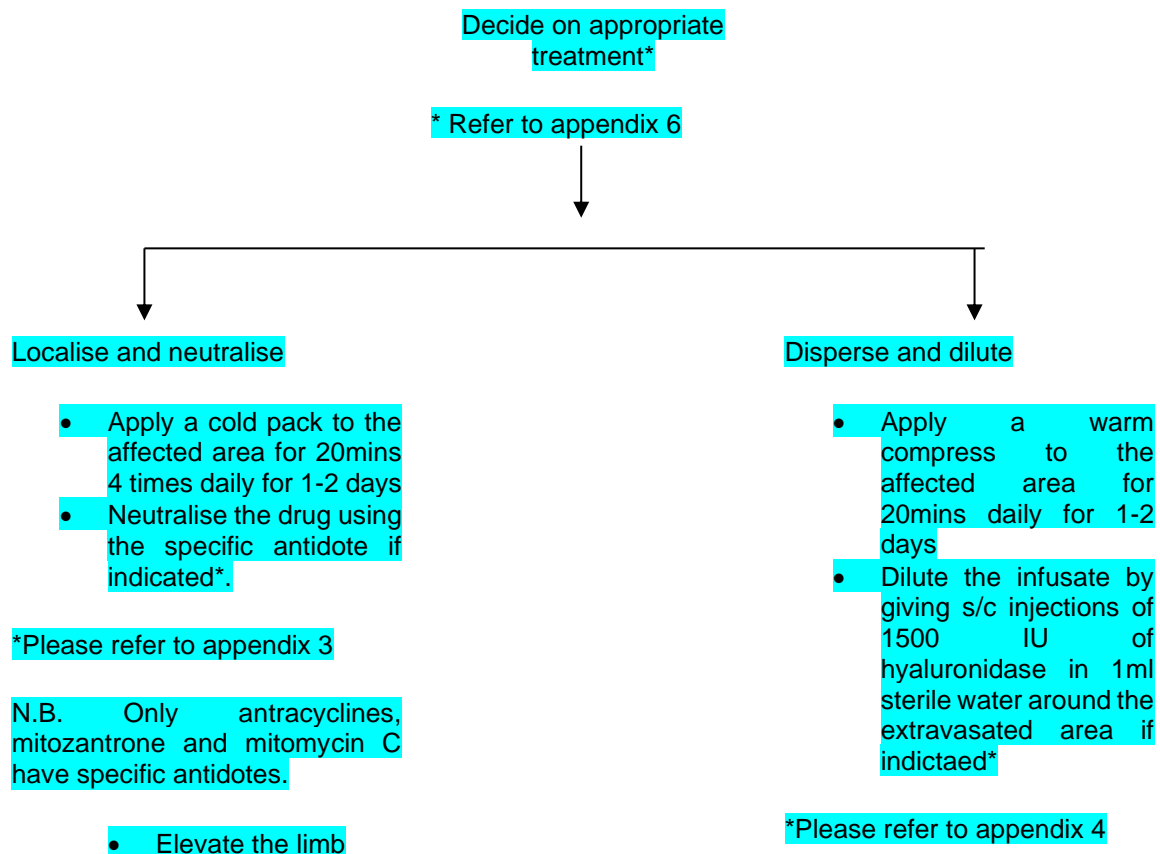 Decide on appropriate
treatment*
* Refer to appendix 6
Localise and neutralise
• Apply a cold pack to the
affected area for 20mins
4 times daily for 1-2 days
• Neutralise the drug using
the specific antidote if
indicated*.
*Please refer to appendix 3
N.B. Only antracyclines,
mitozantrone and mitomycin C
have specific antidotes.
• Elevate the limb
Disperse and dilute
• Apply a warm
compress to the
affected area for
20mins daily for 1-2
days
• Dilute the infusate by
giving s/c injections of
1500 IU of
hyaluronidase in 1ml
sterile water around the
extravasated area if
indictaed*
*Please refer to appendix 4